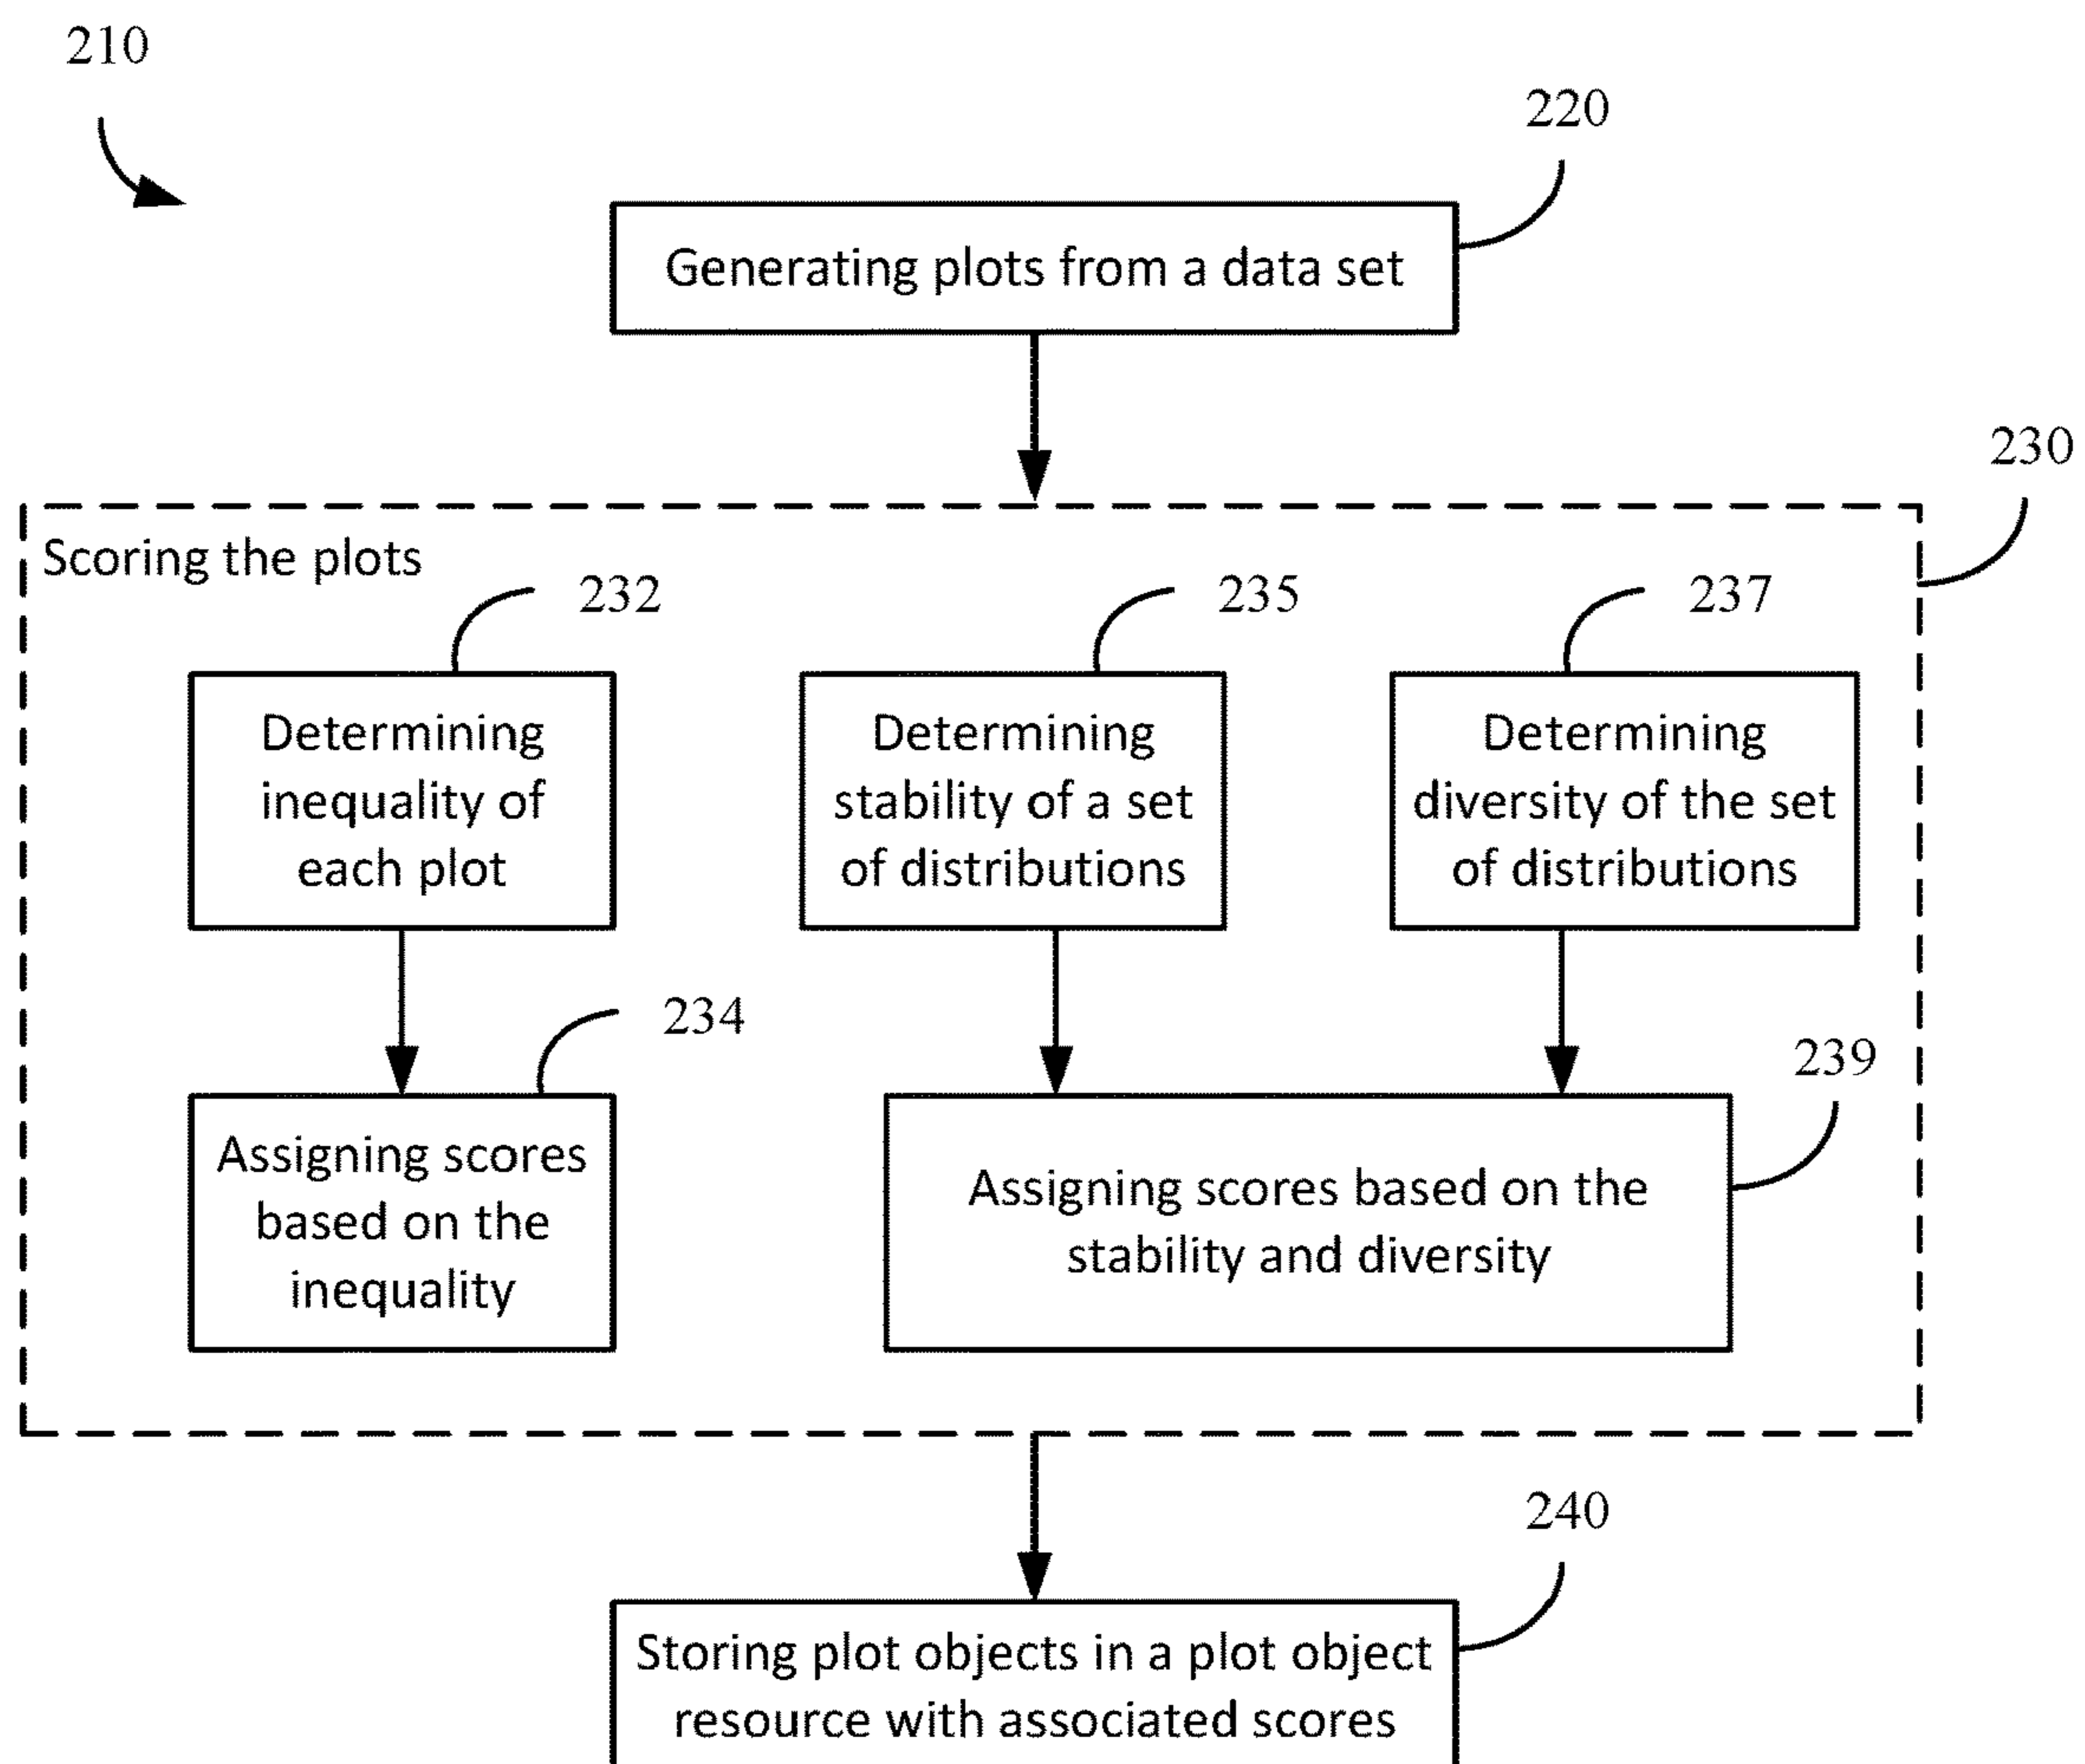 210
220
Generating plots from a data set
230
Scoring the plots
232
235
237
Determining
inequality of
each plot
Determining
stability of a set
of distributions
Determining
diversity of the set
of distributions
234
239
Assigning scores
based on the
inequality
Assigning scores based on the
stability and diversity
240
Storing plot objects in a plot object
resource with associated scores